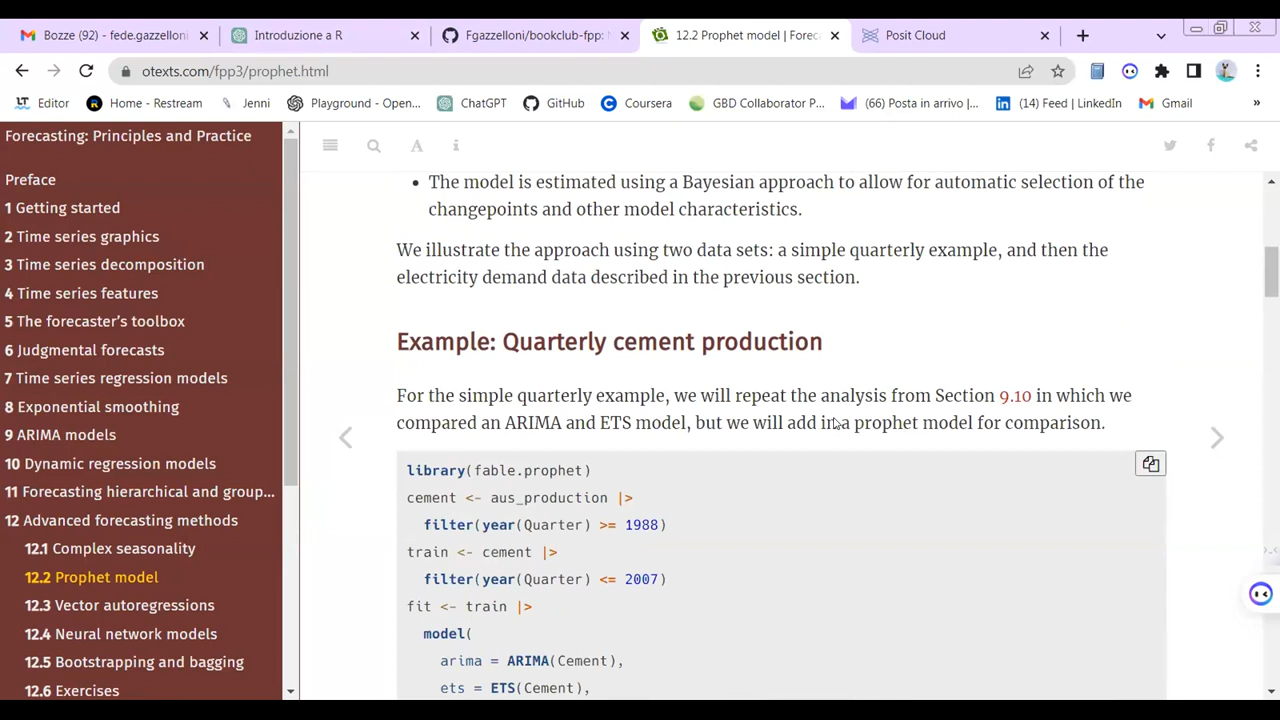 Bozze (92) - fede.gazzelloni
Introduzione a R
Fgazzellony/bookclub-fpp:
12.2 Prophet model | Foreca
Posit Cloud
otexts.com/fpp3/prophet.html
Editor
Home - Restream
Jenni
Playground - Open...
ChatGPT
GitHub
Coursera
GBD Collaborator P...
(66) Posta in arrivo /...
(14) Feed | LinkedIn
Gmail
»
Forecasting: Principles and Practice
Preface
1 Getting started
2 Time series graphics
3 Time series decomposition
4 Time series features
5 The forecaster's toolbox
6 Judgmental forecasts
7 Time series regression models
8 Exponential smoothing
9 ARIMA models
10 Dynamic regression models
11 Forecasting hierarchical and group...
12 Advanced forecasting methods
12.1 Complex seasonality
12.2 Prophet model
12.3 Vector autoregressions
12.4 Neural network models
12.5 Bootstrapping and bagging
12.6 Exercises
• The model is estimated using a Bayesian approach to allow for automatic selection of the
changepoints and other model characteristics.
We illustrate the approach using two data sets: a simple quarterly example, and then the
electricity demand data described in the previous section.
Example: Quarterly cement production
For the simple quarterly example, we will repeat the analysis from Section 9.10 in which we
compared an ARIMA and ETS model, but we will add in a prophet model for comparison.
library(fable.prophet)
cement <- aus_production |>
filter(year(Quarter) >= 1988)
train <- cement |>
filter(year(Quarter) <= 2007)
fit <- train |>
model(
arima = ARIMA(Cement),
ets = ETS(Cement),